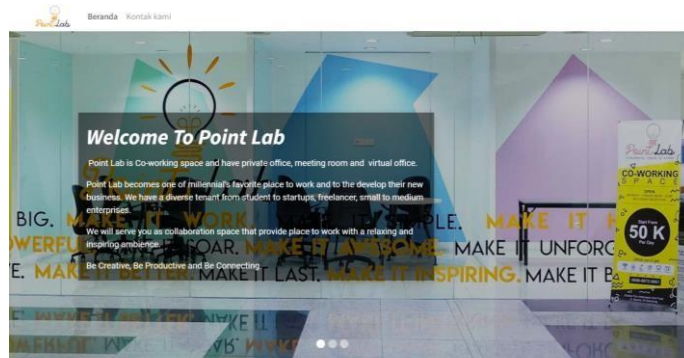 Point Lab
Beranda Kontak kami
Welcome To Point Lab
Point Lab is Co-working space and have private office, meeting room and virtual office.
Point Lab becomes one of millennial's favorite place to work and to the develop their new
business. We have a diverse tenant from student to startups, freelancer, small to medium
enterprises.
We will serve you as collaboration space that provide place to work with a relaxing and
inspiring ambience.
Be Creative, Be Productive and Be Connecting
BIG. MAKE IT WORK. SIMPLE. MAKE IT
SOAR. MAKE IT AWESOME. MAKE IT UNFORG
MAKE IT BETTER. MAKE IT LAST. MAKE IT INSPIRING. MAKE IT B
Point Lab
CO-WORKING
SPACE
OPEN
Start From
50 K
Per Day